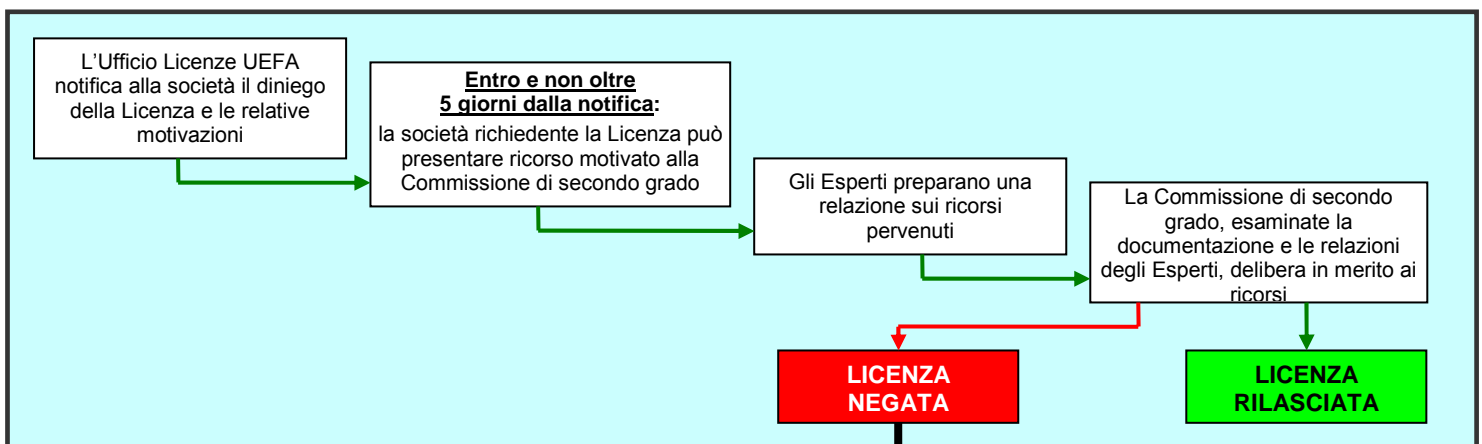 L'Ufficio Licenze UEFA
notifica alla società il diniego
della Licenza e le relative
motivazioni
Entro e non oltre
5 giorni dalla notifica:
la società richiedente la Licenza può
presentare ricorso motivato alla
Commissione di secondo grado
Gli Esperti preparano una
relazione sui ricorsi
pervenuti
La Commissione di secondo
grado, esaminate la
documentazione e le relazioni
degli Esperti, delibera in merito ai
ricorsi
LICENZA
NEGATA
LICENZA
RILASCIATA